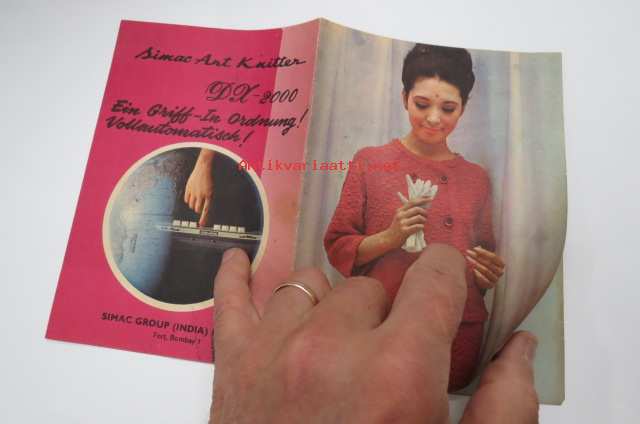 Simac-Art Knitter
DX-2000
Ein Griff-In Ordnung!
Vollautomatisch!
Antikvariaatti.net
SIMAC GROUP (INDIA)
Fort, Bombay 1